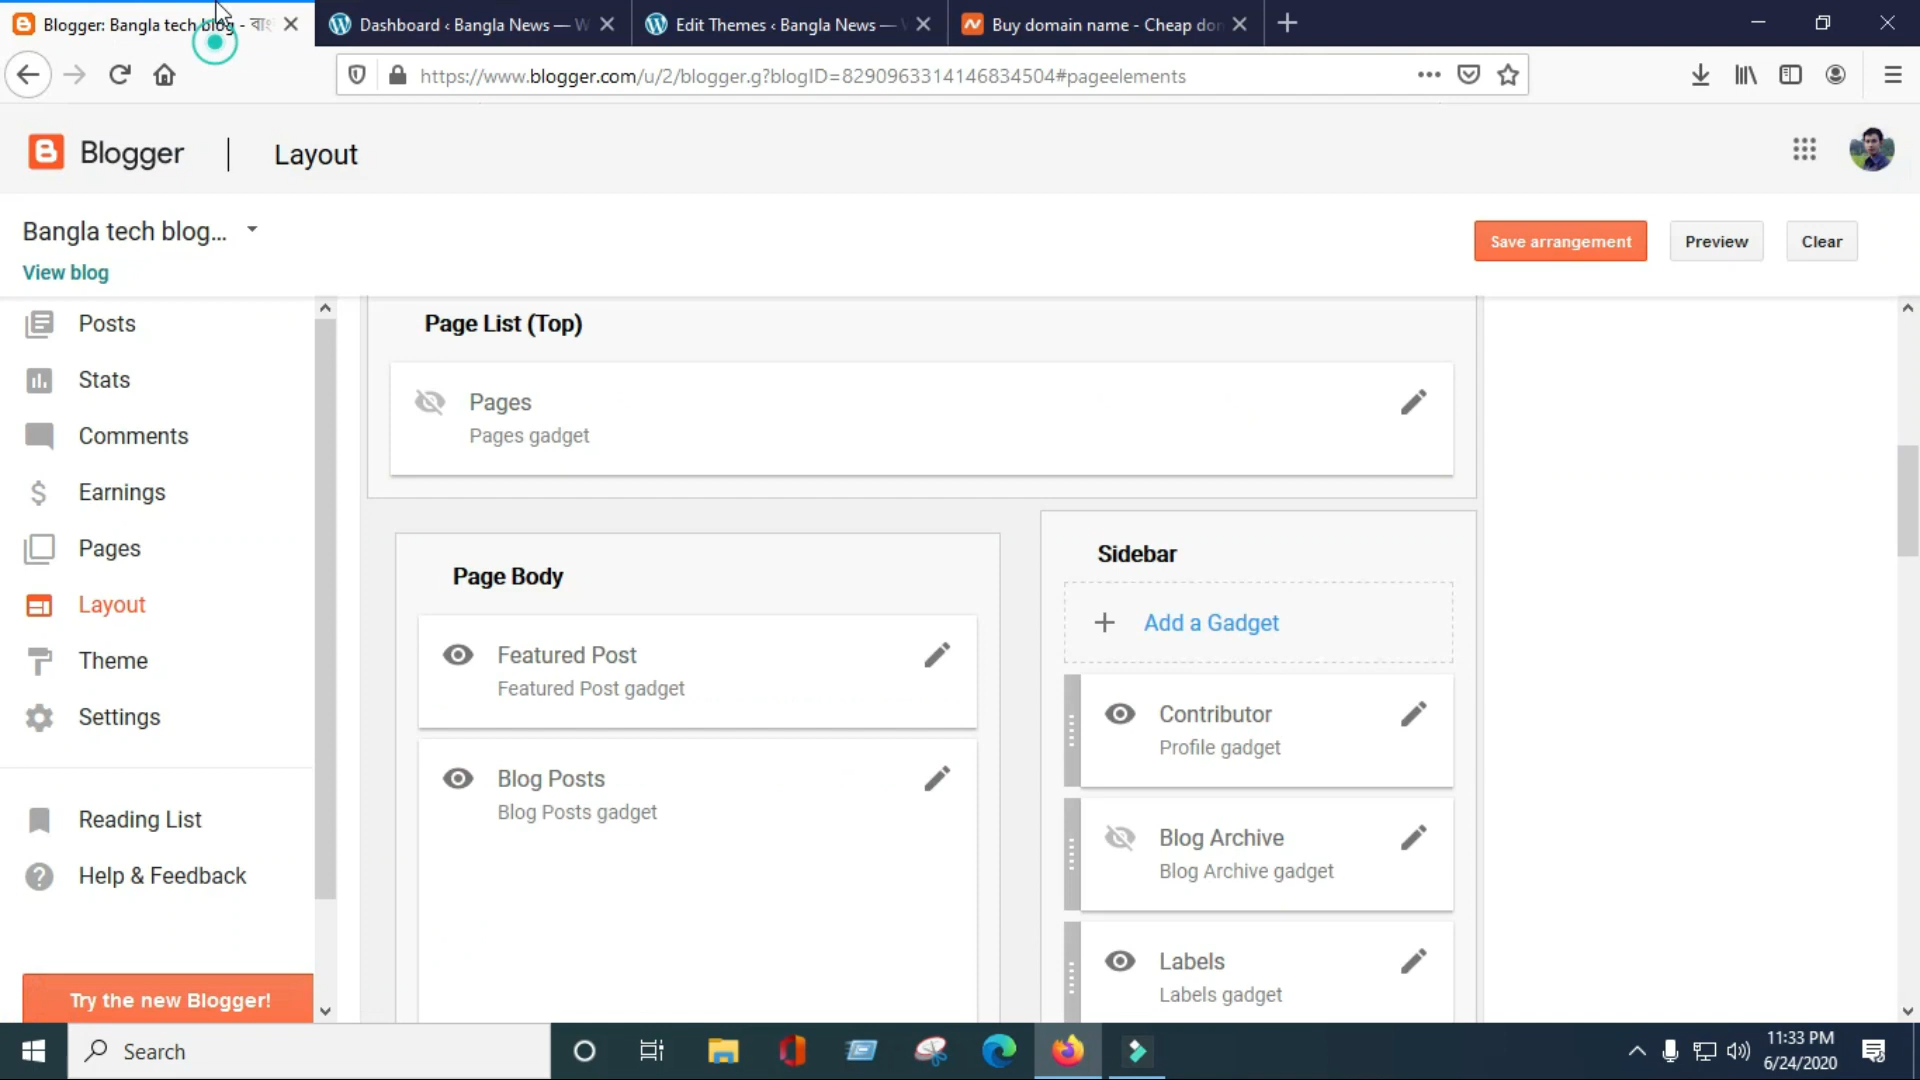 Blogger: Bangla tech blog - বাং
Dashboard ‹ Bangla News — W
Edit Themes ‹ Bangla News — W
Buy domain name - Cheap dom
https://www.blogger.com/u/2/blogger.g?blogID=8290963314146834504#pageelements
Blogger
Layout
Bangla tech blog...
View blog
Save arrangement
Preview
Clear
Posts
Stats
Comments
Earnings
Pages
Layout
Theme
Settings
Reading List
Help & Feedback
Try the new Blogger!
Page List (Top)
Pages
Pages gadget
Page Body
Featured Post
Featured Post gadget
Blog Posts
Blog Posts gadget
Sidebar
Add a Gadget
Contributor
Profile gadget
Blog Archive
Blog Archive gadget
Labels
Labels gadget
Search
11:33 PM
6/24/2020